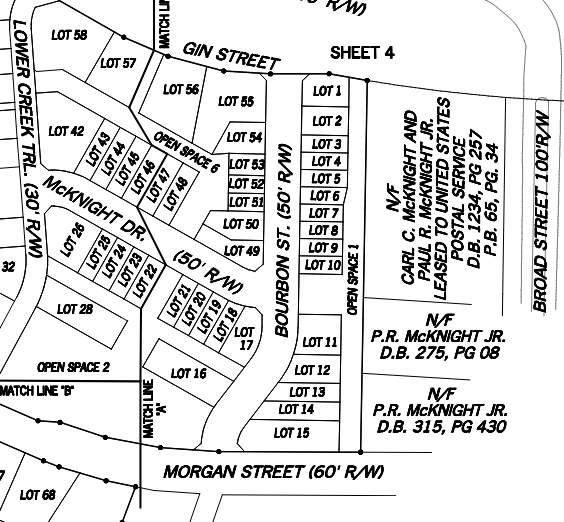 0' R/W)
MATCH LIN
LOT 58
GIN STREET
SHEET 4
LOT 57
LOT 56
LOT 55
LOT 1
LOT 2
LOWER CREEK TRL. (30' R/W)
LOT 42
LOT 43
LOT 44
LOT 45
LOT 46
LOT 47
LOT 48
OPEN SPACE 6
LOT 54
LOT 53
LOT 52
LOT 51
LOT 50
LOT 49
LOT 3
LOT 4
LOT 5
LOT 6
LOT 7
LOT 8
LOT 9
LOT 10
BOURBON ST. (50' R/W)
OPEN SPACE 1
N/F
CARL C. McKNIGHT AND
PAUL R. McKNIGHT JR.
LEASED TO UNITED STATES
POSTAL SERVICE
D.B. 1234, PG 257
P.B. 65, PG. 34
BROAD STREET 100'R/W
McKNIGHT DR.
(50' R/W)
LOT 26
LOT 25
LOT 24
LOT 23
LOT 22
32
LOT 28
LOT 21
LOT 20
LOT 19
LOT 18
LOT
17
LOT 16
LOT 11
LOT 12
LOT 13
LOT 14
LOT 15
N/F
P.R. McKNIGHT JR.
D.B. 275, PG 08
N/F
P.R. McKNIGHT JR.
D.B. 315, PG 430
OPEN SPACE 2
MATCH LINE "B"
MATCH LINE
"A"
MORGAN STREET (60' R/W)
7
LOT 68